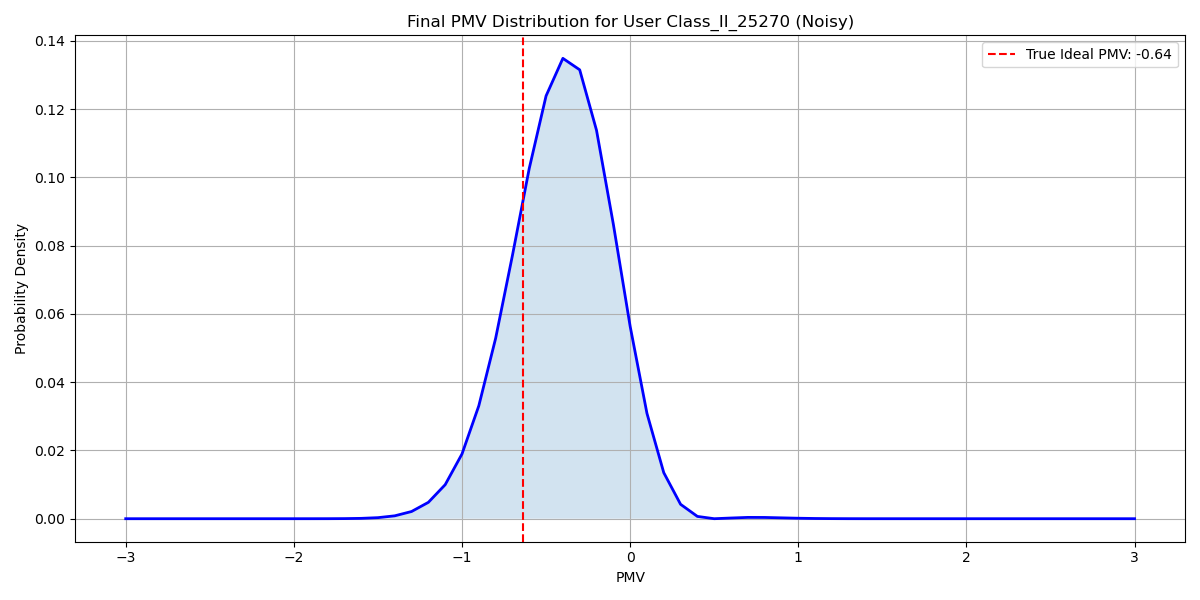 Final PMV Distribution for User Class_II_25270 (Noisy)
True Ideal PMV: -0.64
Probability Density
0.14
0.12
0.10
0.08
0.06
0.04
0.02
0.00
−3 −2 −1 0 1 2 3
PMV